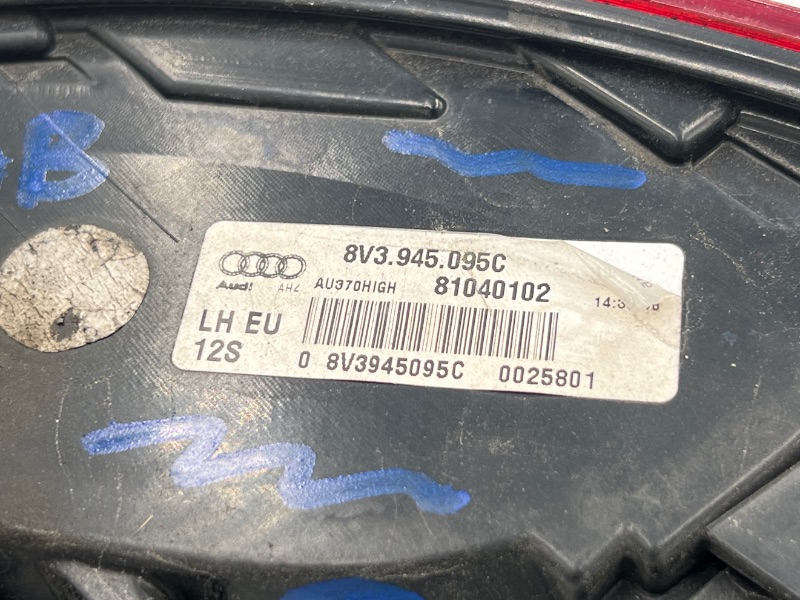 B
8V3.945.095C
Audi AHZ AU370HIGH 81040102
LH EU
12S
0 8V3945095C 0025801